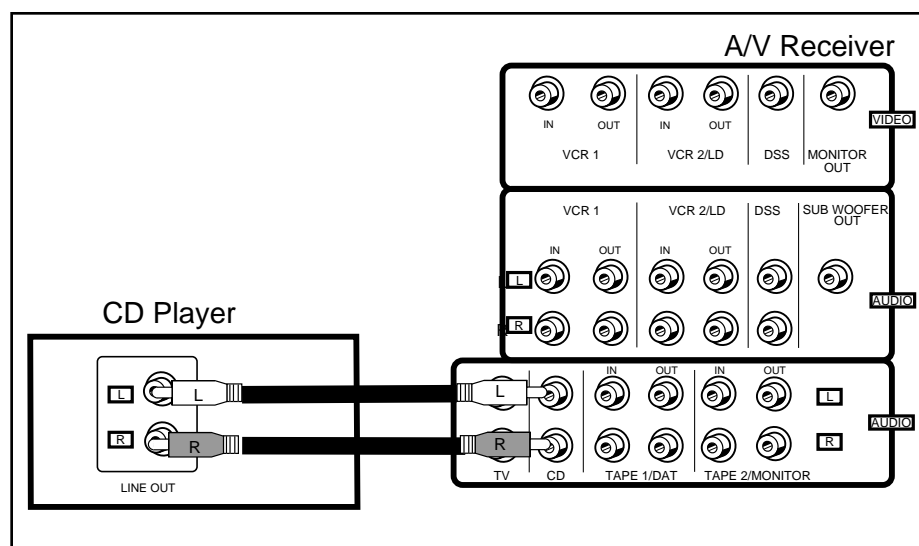 A/V Receiver
IN OUT IN OUT
VIDEO
VCR 1 VCR 2/LD DSS MONITOR
OUT
VCR 1 VCR 2/LD DSS SUB WOOFER
OUT
IN OUT IN OUT
L
AUDIO
R
CD Player
IN OUT IN OUT
L L L L
AUDIO
R R R R
TV CD TAPE 1/DAT TAPE 2/MONITOR
LINE OUT